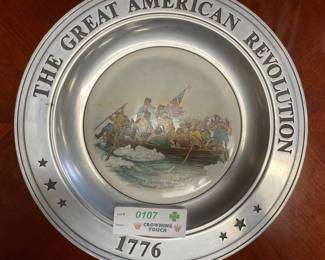 THE GREAT AMERICAN REVOLUTION
0107
CROWNING
TOUCH
1776